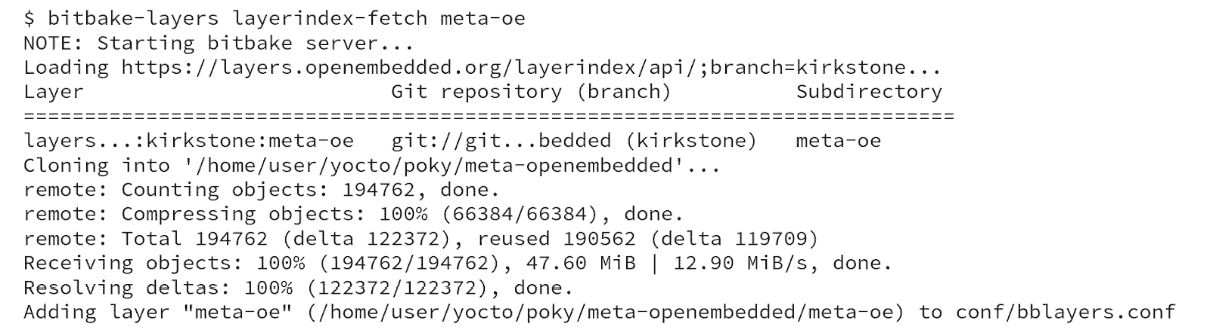 $ bitbake-layers layerindex-fetch meta-oe
NOTE: Starting bitbake server...
Loading https://layers.openembedded.org/layerindex/api/;branch=kirkstone...
Layer                         Git repository (branch)          Subdirectory
============================================================================
layers...:kirkstone:meta-oe   git://git...bedded (kirkstone)   meta-oe
Cloning into '/home/user/yocto/poky/meta-openembedded'...
remote: Counting objects: 194762, done.
remote: Compressing objects: 100% (66384/66384), done.
remote: Total 194762 (delta 122372), reused 190562 (delta 119709)
Receiving objects: 100% (194762/194762), 47.60 MiB | 12.90 MiB/s, done.
Resolving deltas: 100% (122372/122372), done.
Adding layer "meta-oe" (/home/user/yocto/poky/meta-openembedded/meta-oe) to conf/bblayers.conf